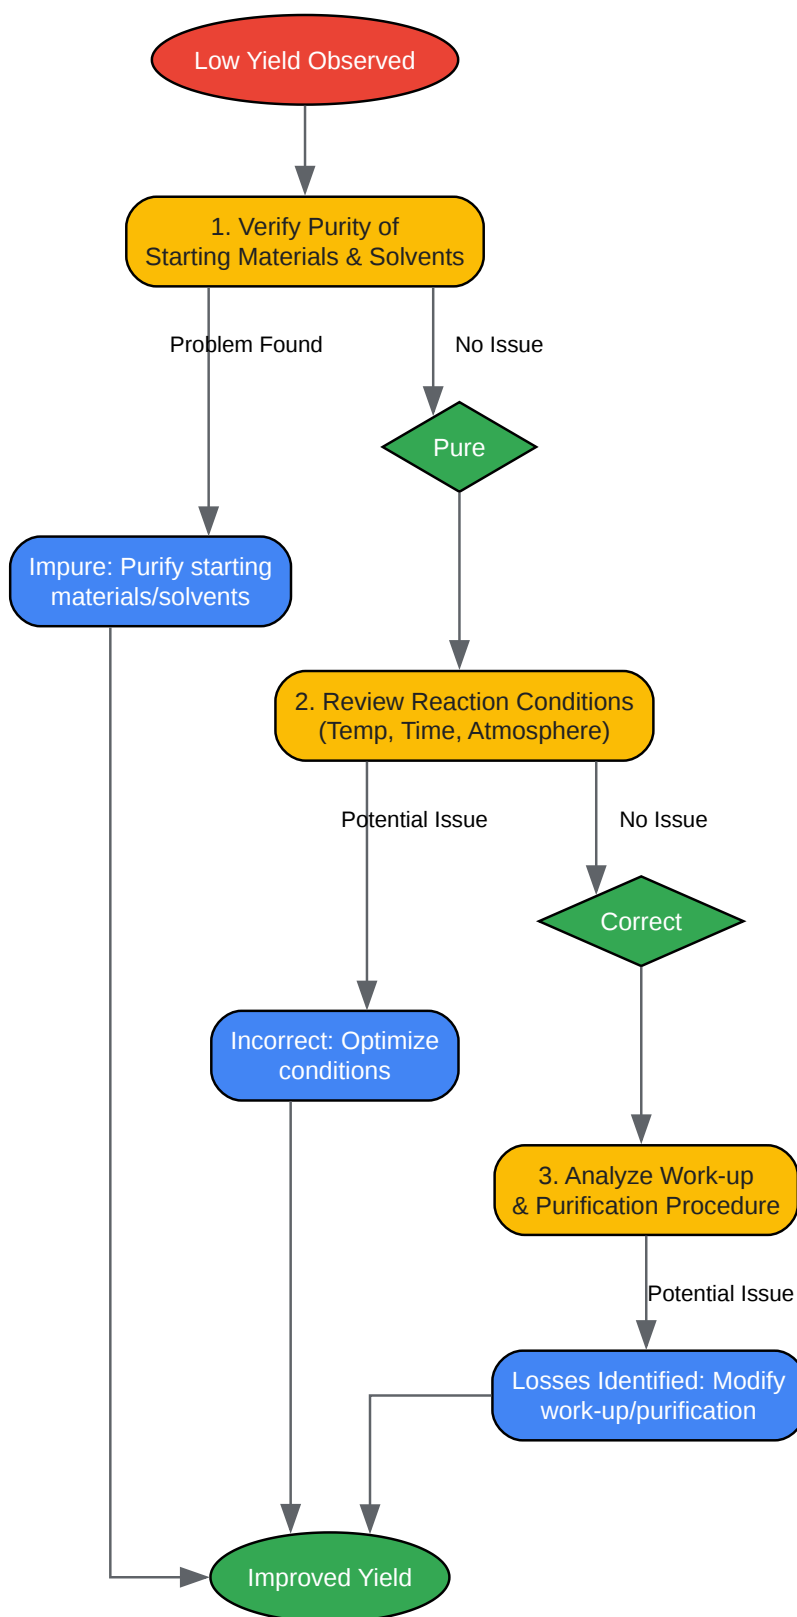 Low Yield Observed
1. Verify Purity of
Starting Materials & Solvents
Problem Found
No Issue
Pure
Impure: Purify starting
materials/solvents
2. Review Reaction Conditions
(Temp, Time, Atmosphere)
Potential Issue
No Issue
Correct
Incorrect: Optimize
conditions
3. Analyze Work-up
& Purification Procedure
Potential Issue
Losses Identified: Modify
work-up/purification
Improved Yield